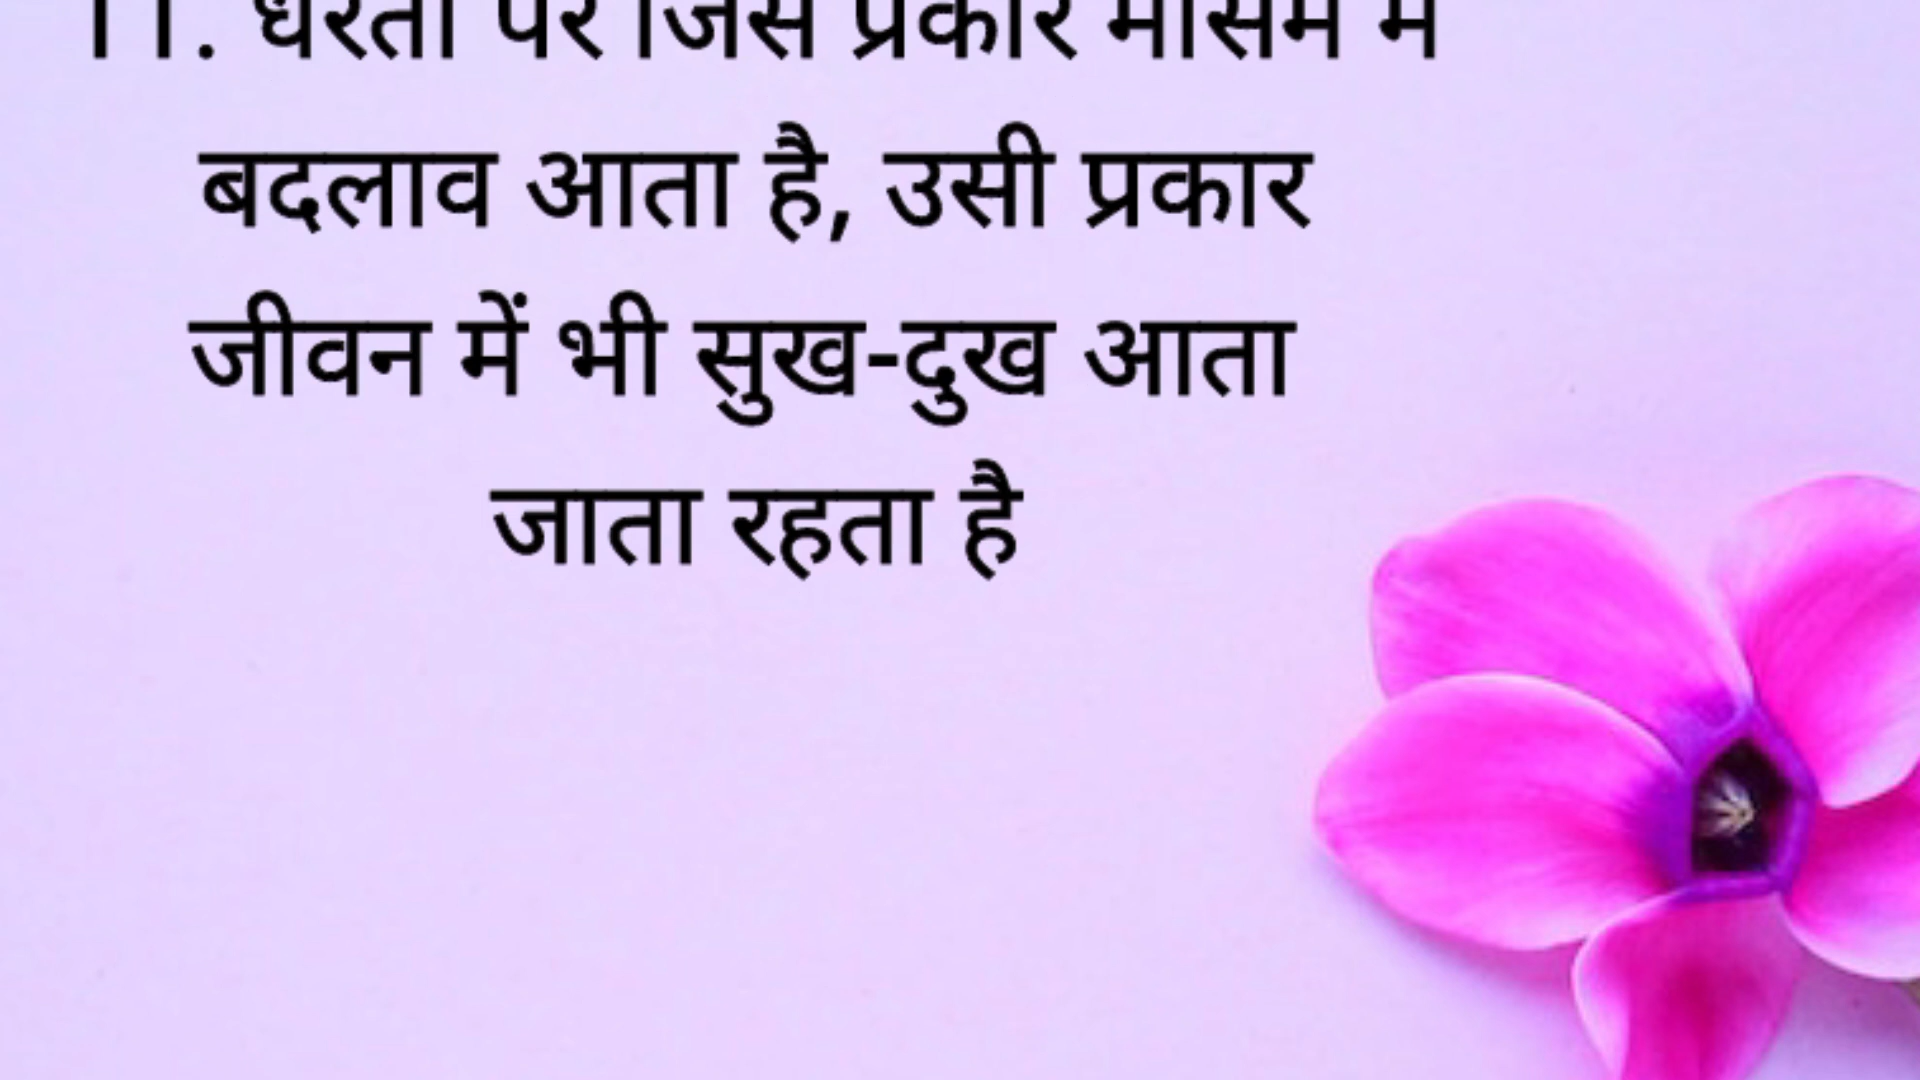 11. धरती पर जिस प्रकार मौसम में
बदलाव आता है, उसी प्रकार
जीवन में भी सुख-दुख आता
जाता रहता है